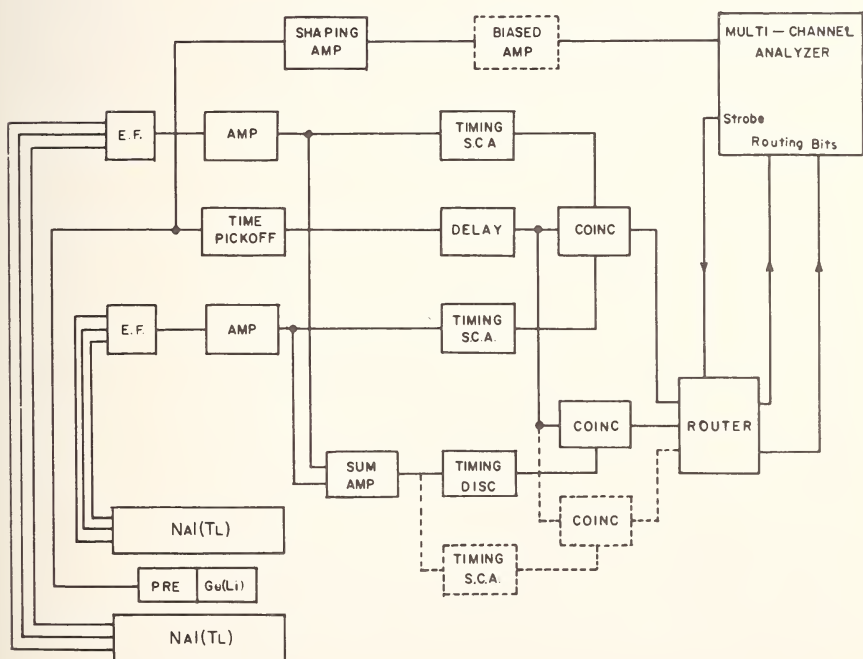 SHAPING
AMP
BIASED
AMP
MULTI — CHANNEL
ANALYZER
Strobe
Routing Bits
E.F.
AMP
TIMING
S.C.A
TIME
PICKOFF
DELAY
COINC
E.F.
AMP
TIMING
S.C.A.
SUM
AMP
TIMING
DISC
COINC
ROUTER
COINC
TIMING
S.C.A.
NAI(TL)
PRE
Ge(Li)
NAI(TL)